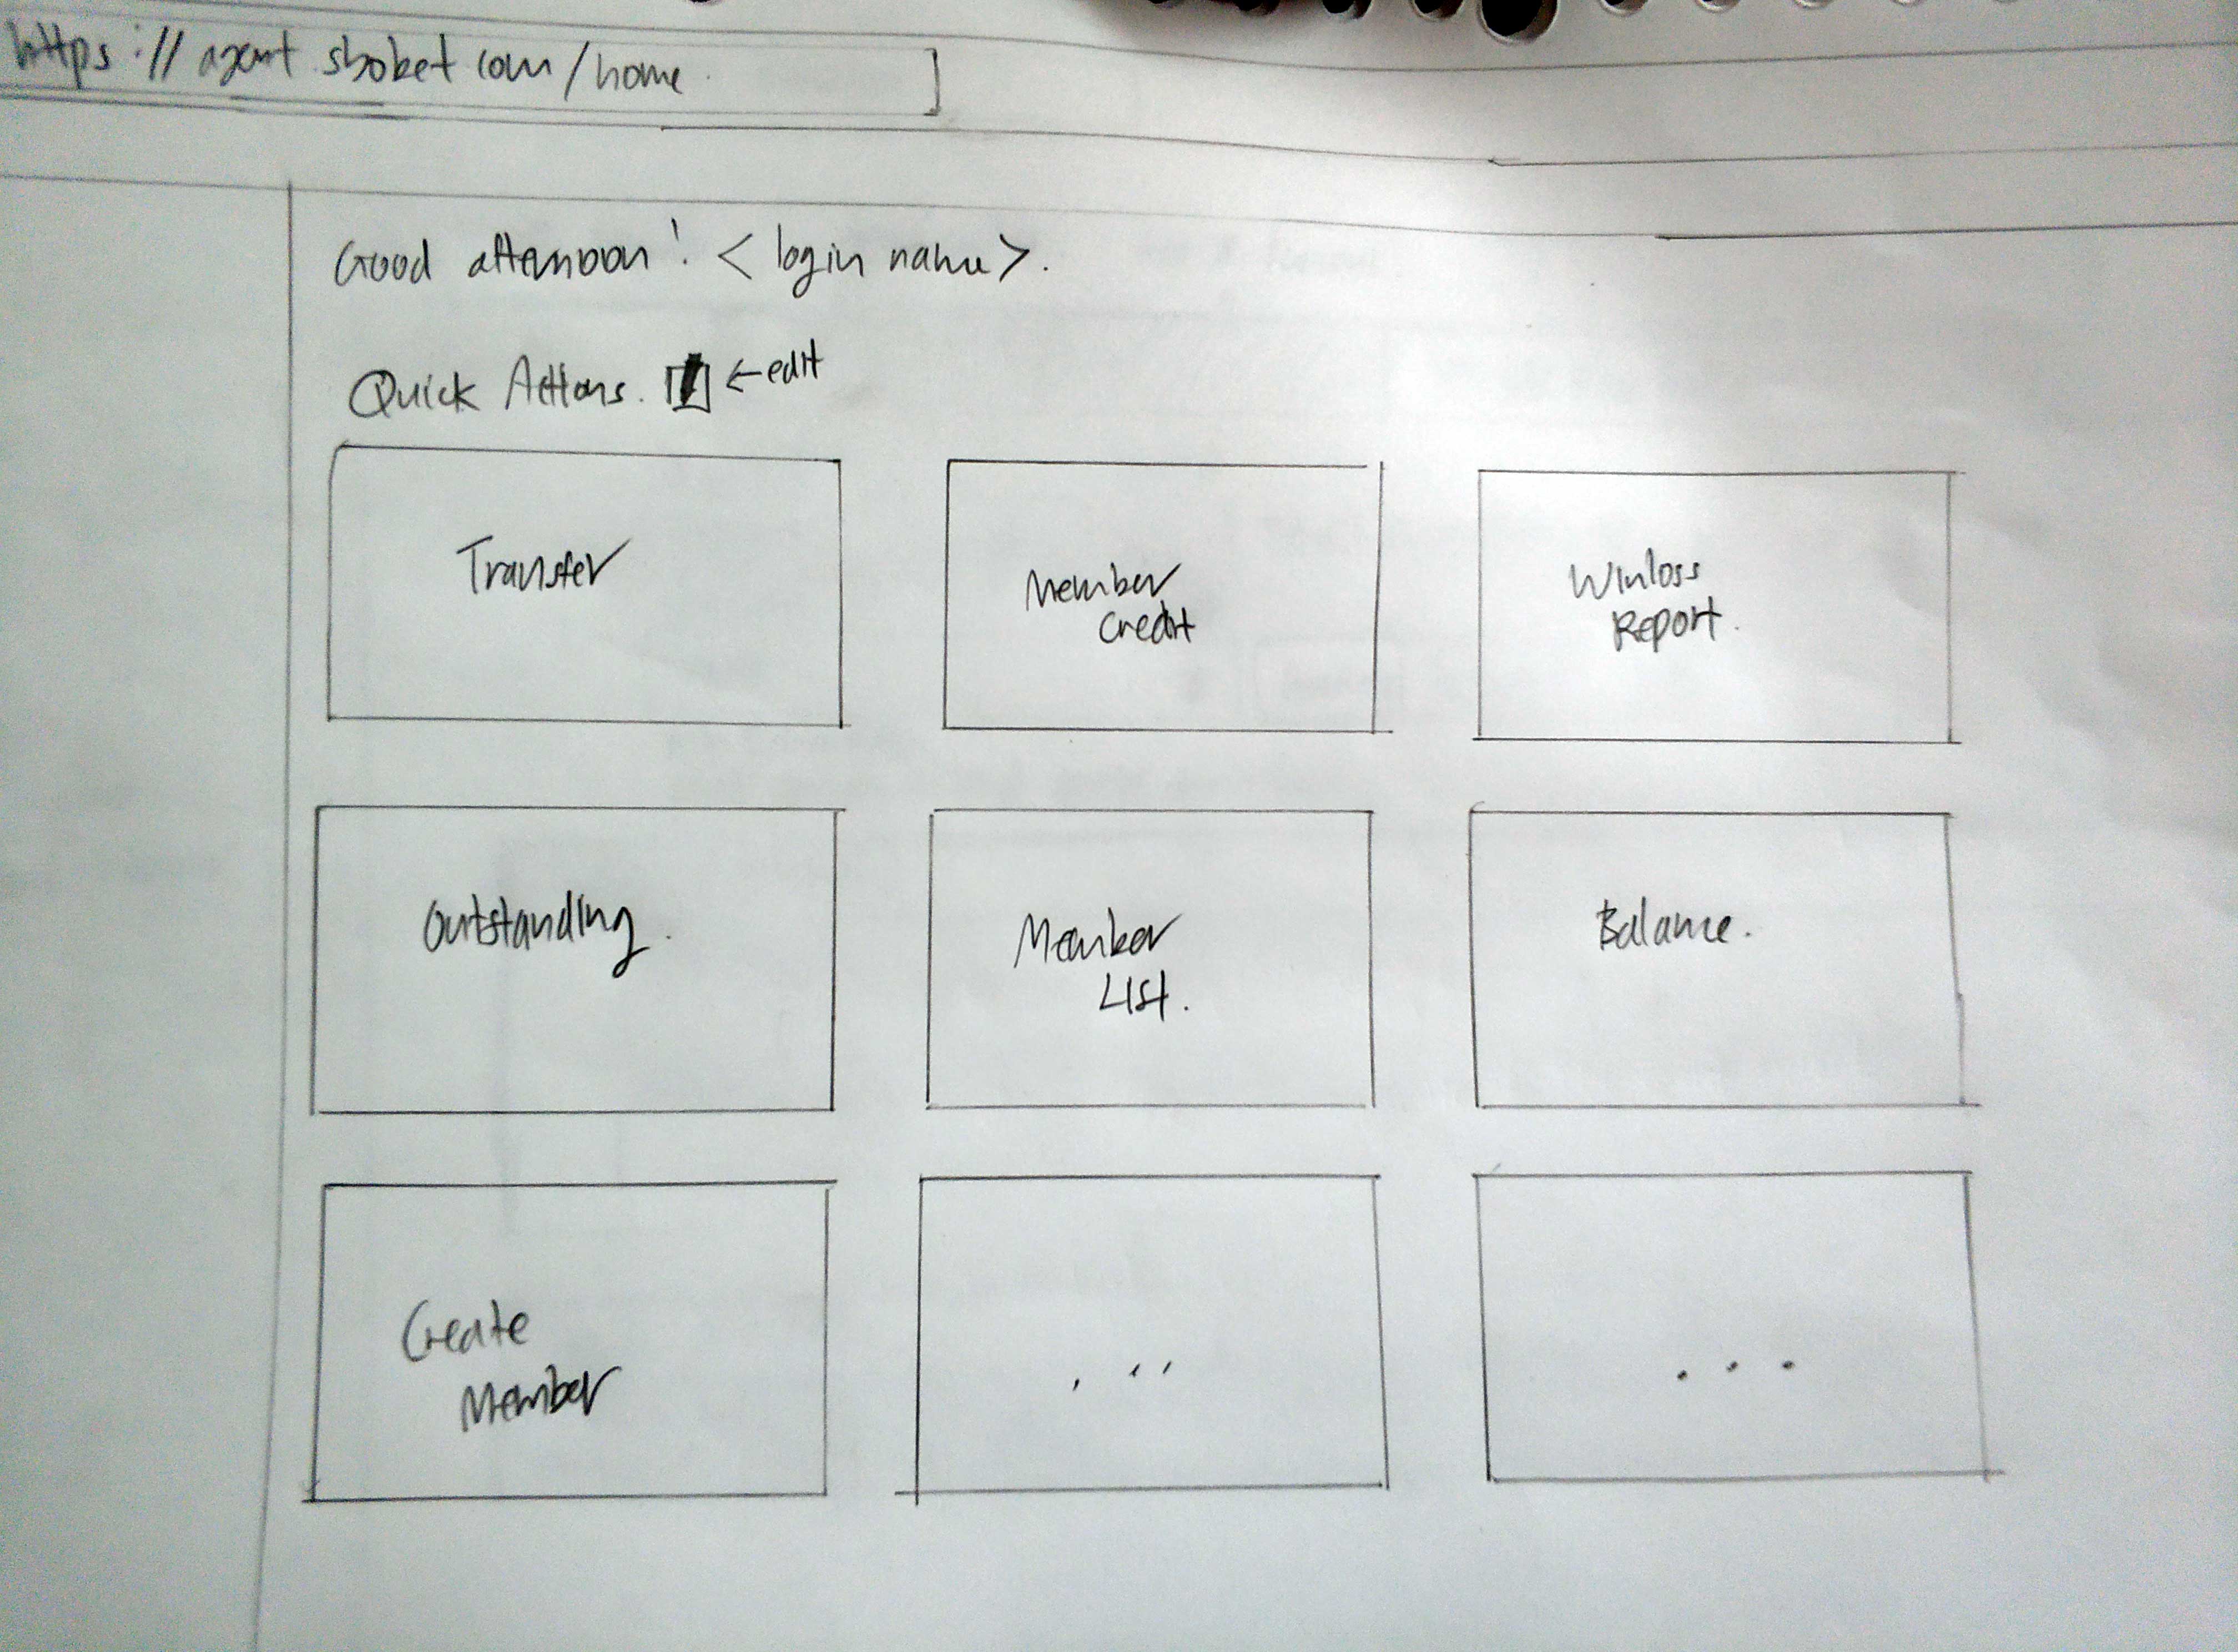 https://agent.sbobet.com/home
Good afternoon! <login name>.
Quick Actions. ←edit
Transfer
Member
Credit
Winloss
Report.
Outstanding.
Member
List.
Balance.
Create
Member
...
...